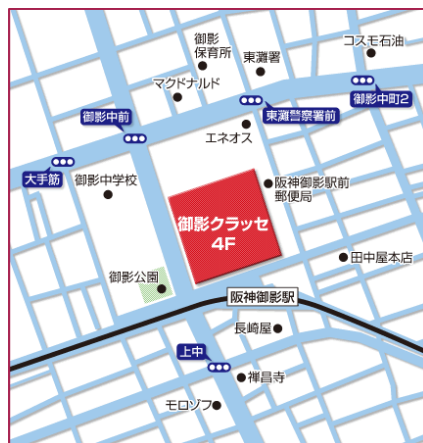 コスモ石油
御影
保育所
東灘署
マクドナルド
御影中町2
東灘警察署前
御影中前
エネオス
大手筋
御影中学校
阪神御影駅前
郵便局
御影クラッセ
4F
田中屋本店
御影公園
阪神御影駅
長崎屋
上中
禅昌寺
モロゾフ